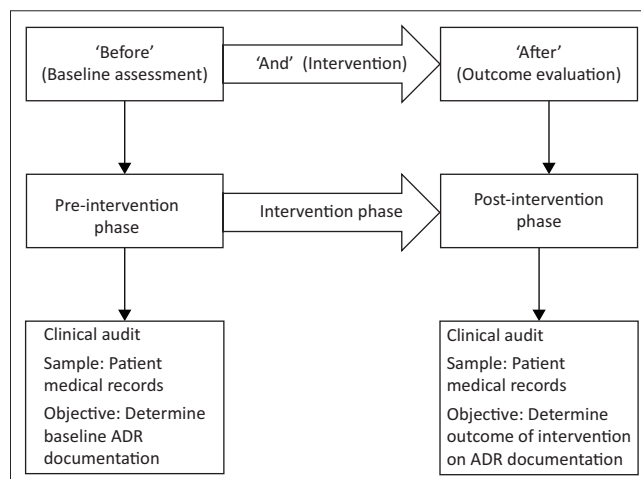 ‘Before’
(Baseline assessment)
‘And’ (Intervention)
‘After’
(Outcome evaluation)
Pre-intervention
phase
Intervention phase
Post-intervention
phase
Clinical audit
Sample: Patient
medical records
Objective: Determine
baseline ADR
documentation
Clinical audit
Sample: Patient
medical records
Objective: Determine
outcome of intervention
on ADR documentation